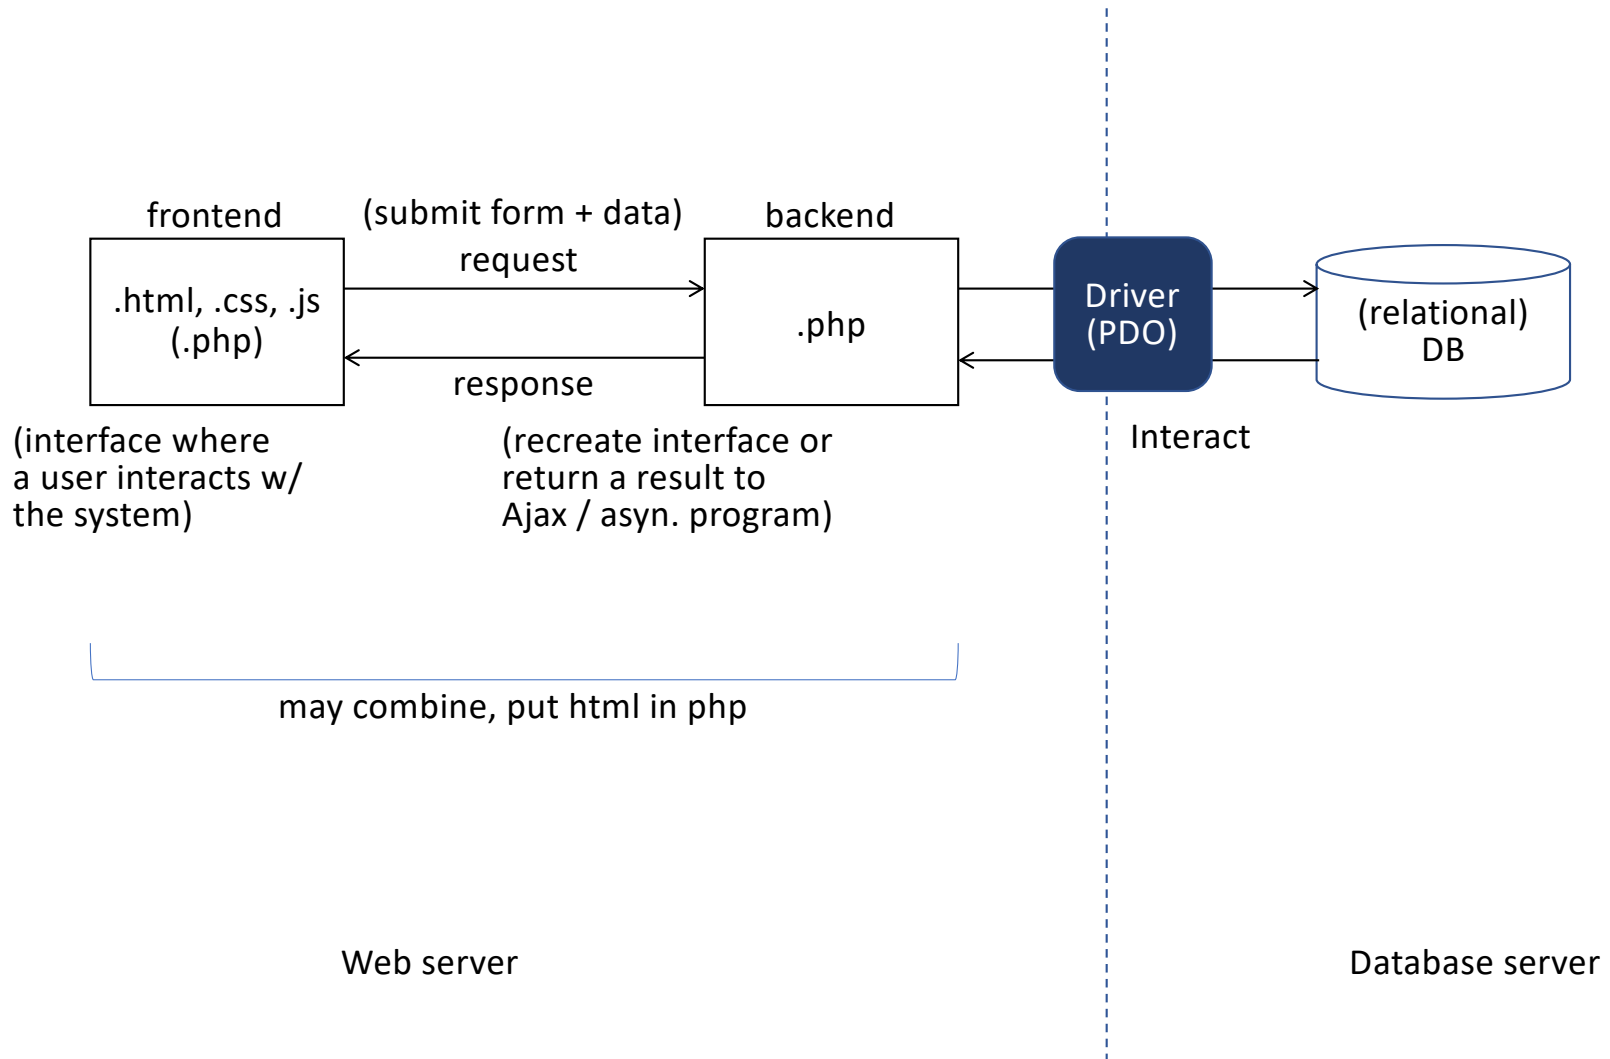 frontend
(submit form + data)
backend
request
.html, .css, .js
(.php)
.php
Driver
(PDO)
(relational)
DB
response
(interface where
a user interacts w/
the system)
(recreate interface or
return a result to
Ajax / asyn. program)
Interact
may combine, put html in php
Web server
Database server